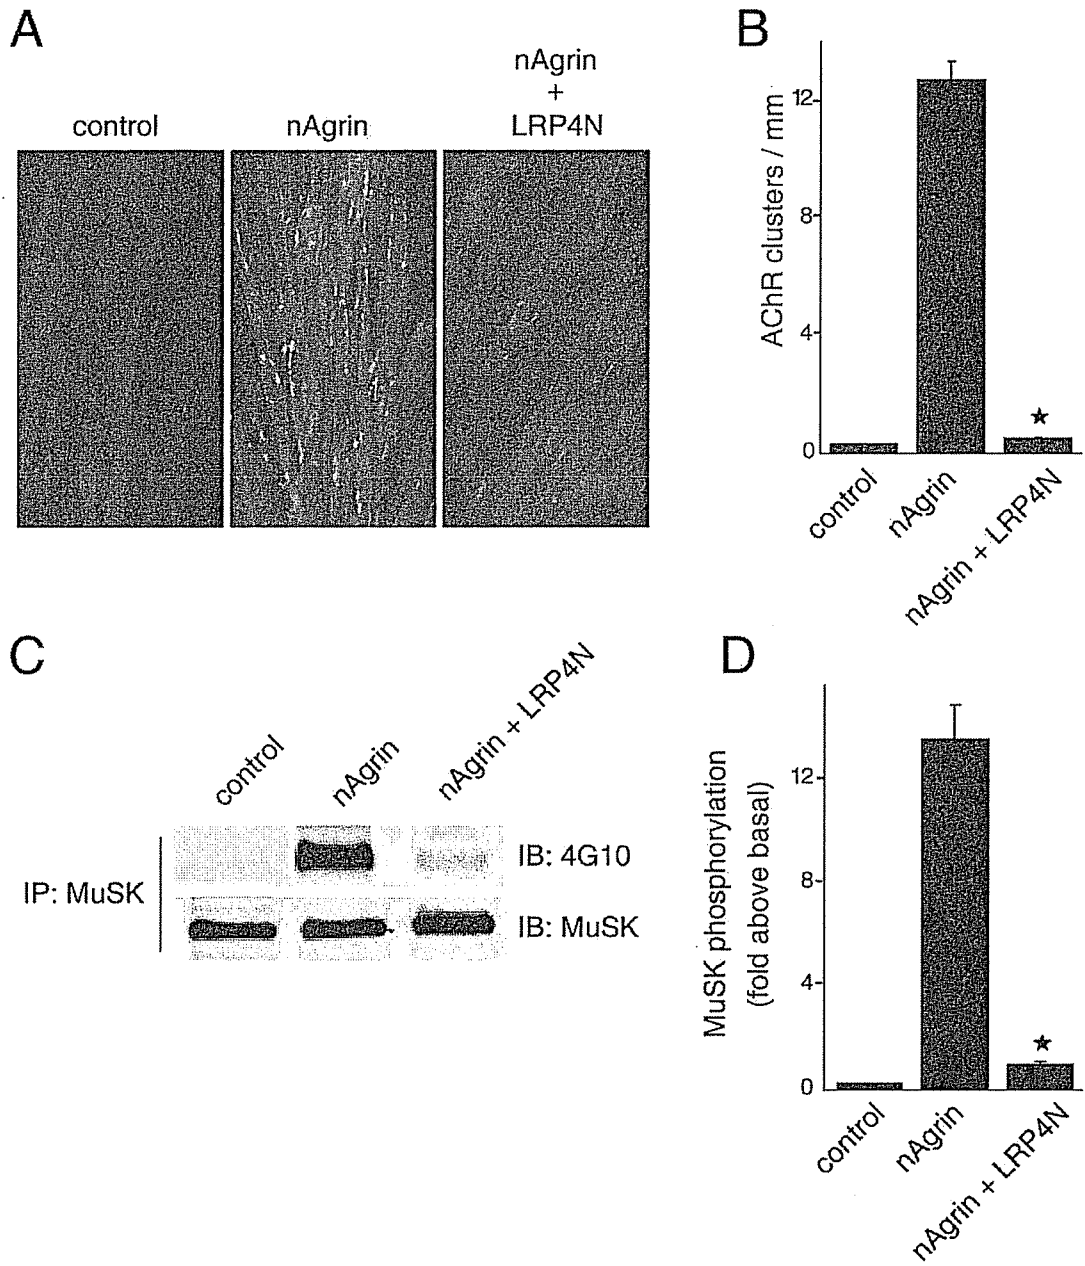 A
control
nAgrin
nAgrin
+
LRP4N
B
AChR clusters / mm
12
8
4
0
control
nAgrin
nAgrin + LRP4N
C
control
nAgrin
nAgrin + LRP4N
IP: MuSK
IB: 4G10
IB: MuSK
D
MuSK phosphorylation
(fold above basal)
12
8
4
0
control
nAgrin
nAgrin + LRP4N